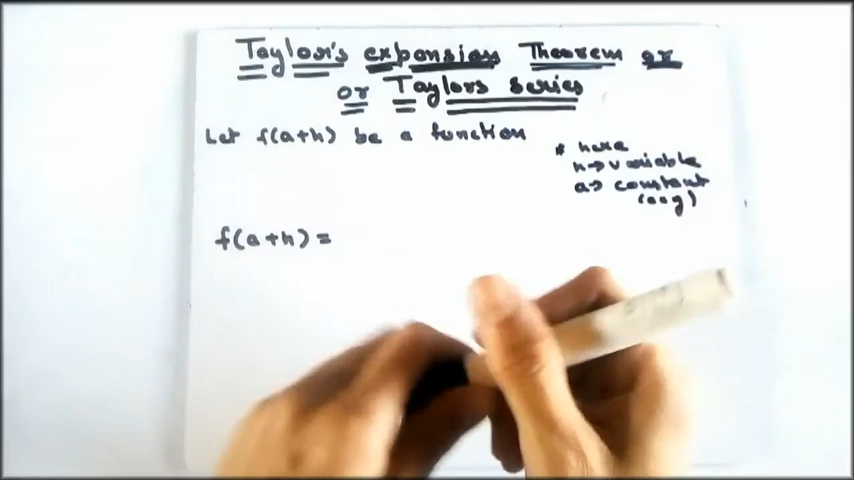 Taylor's expansion Theorem or
or Taylors series
Let f(a+h) be a function
* here
h→variable
a→ constant
f(a+h) =